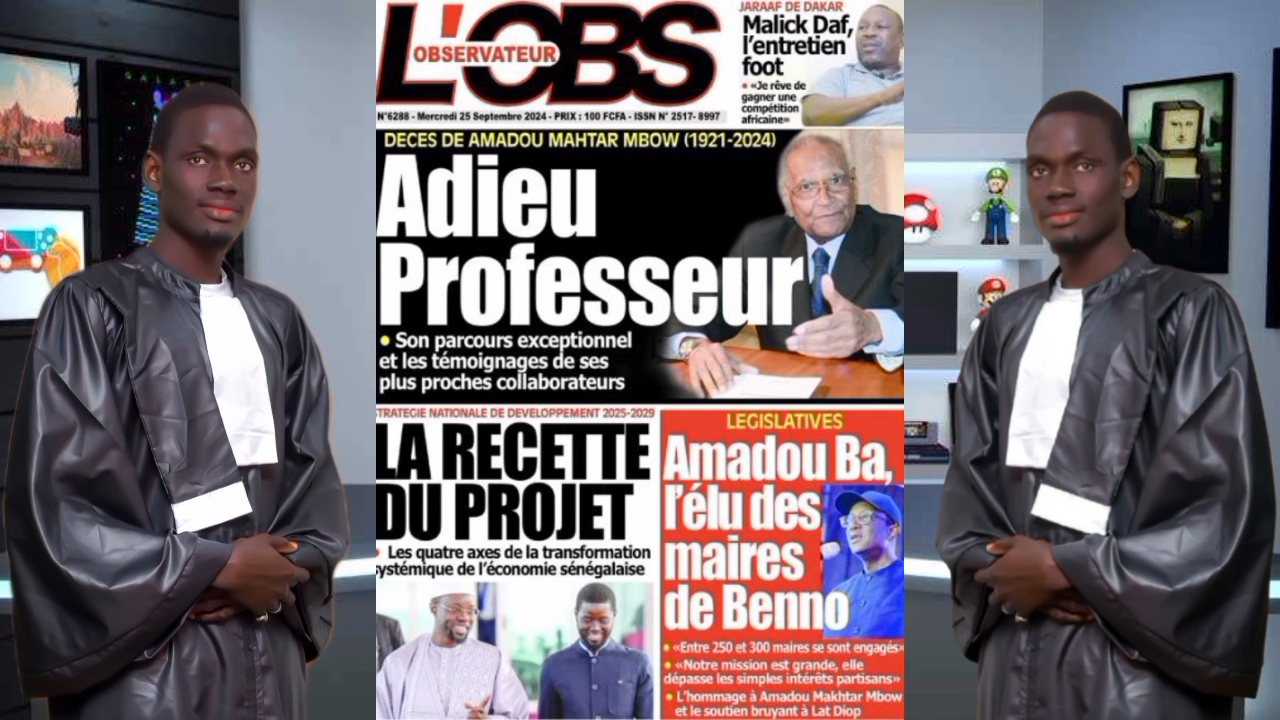 L'OBS
OBSERVATEUR
N°6288 - Mercredi 25 Septembre 2024 - PRIX : 100 FCFA - ISSN N° 2517- 8997
JARAAF DE DAKAR
Malick Daf,
l'entretien
foot
• «Je rêve de
gagner une
compétition
africaine»
DECES DE AMADOU MAHTAR MBOW (1921-2024)
Adieu
Professeur
• Son parcours exceptionnel
et les témoignages de ses
plus proches collaborateurs
TRATEGIE NATIONALE DE DEVELOPPEMENT 2025-2029
LA RECETTE
DU PROJET
• Les quatre axes de la transformation
systémique de l'économie sénégalaise
LEGISLATIVES
Amadou Ba,
l'élu des
maires
de Benno
• «Entre 250 et 300 maires se sont engagés»
• «Notre mission est grande, elle
dépasse les simples intérêts partisans»
• L'hommage à Amadou Makhtar Mbow
et le soutien bruyant à Lat Diop